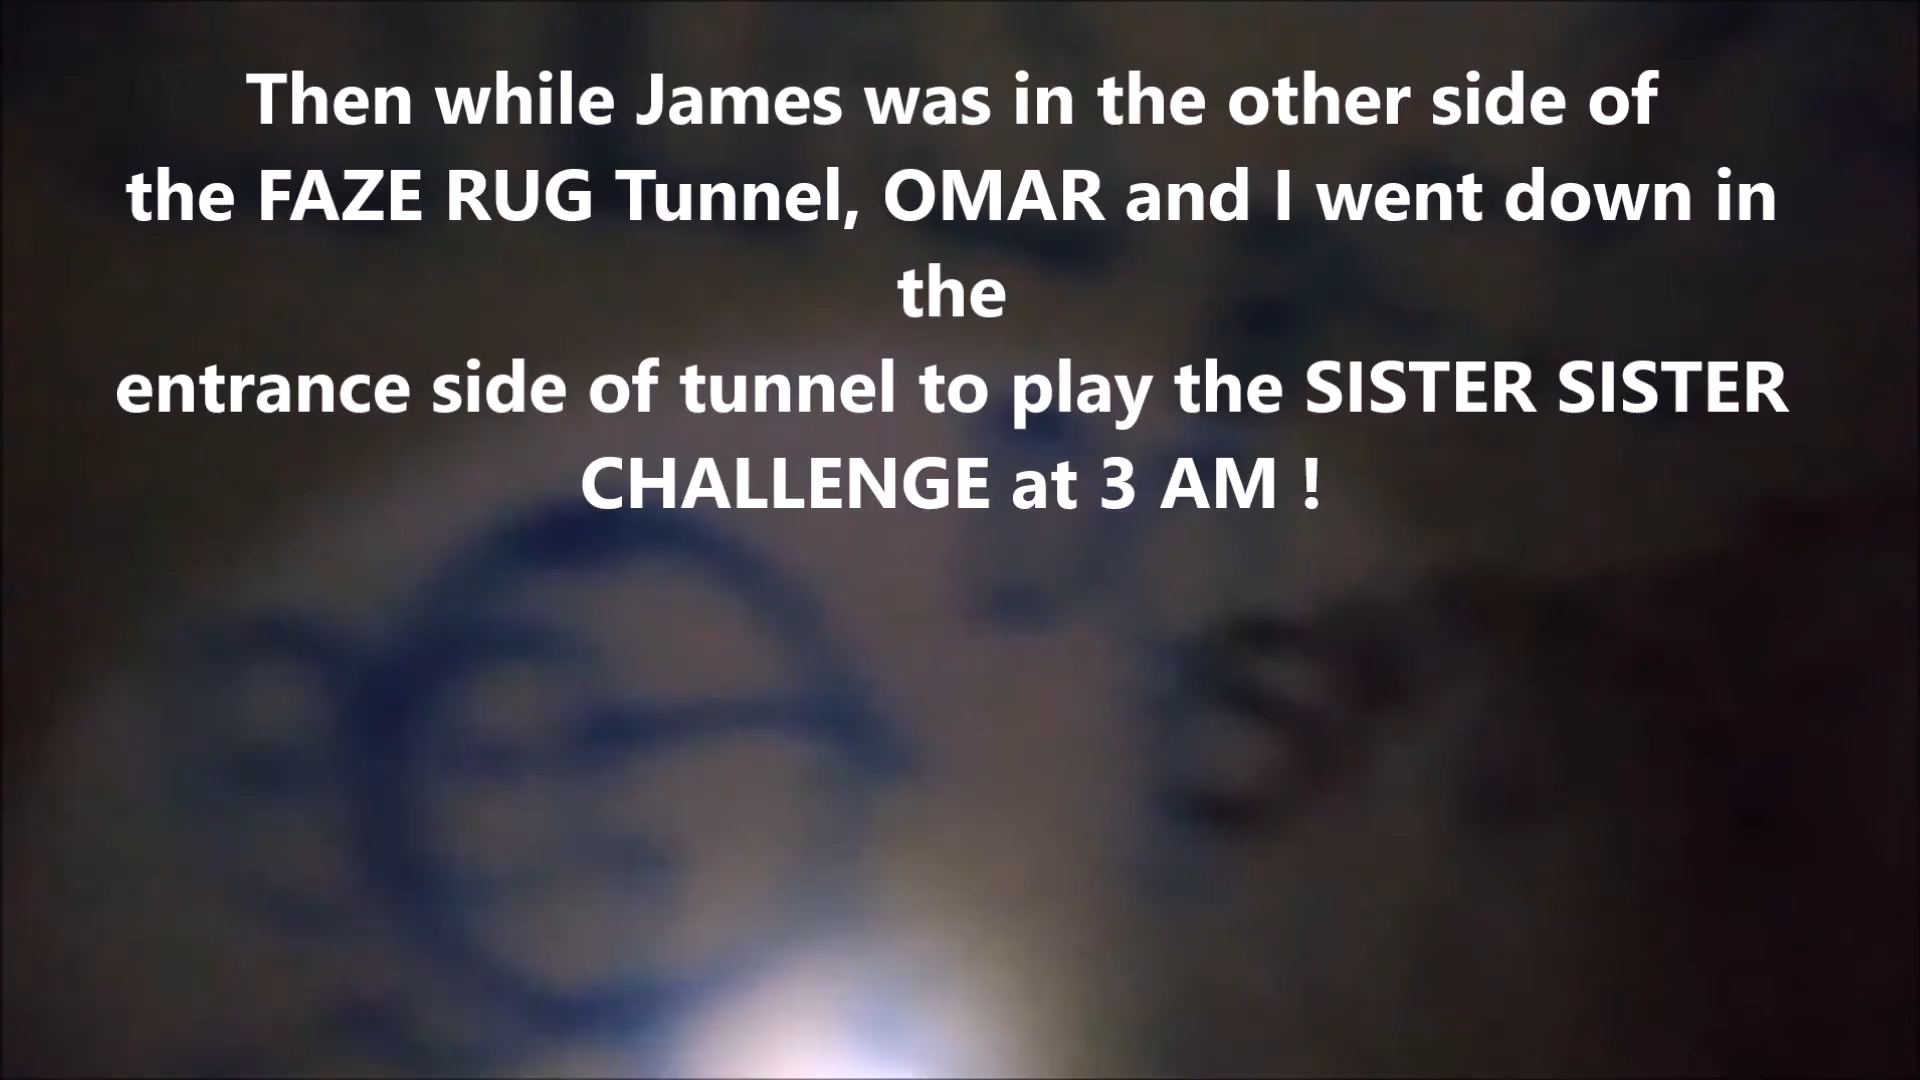 Then while James was in the other side of
the FAZE RUG Tunnel, OMAR and I went down in
the
entrance side of tunnel to play the SISTER SISTER
CHALLENGE at 3 AM !